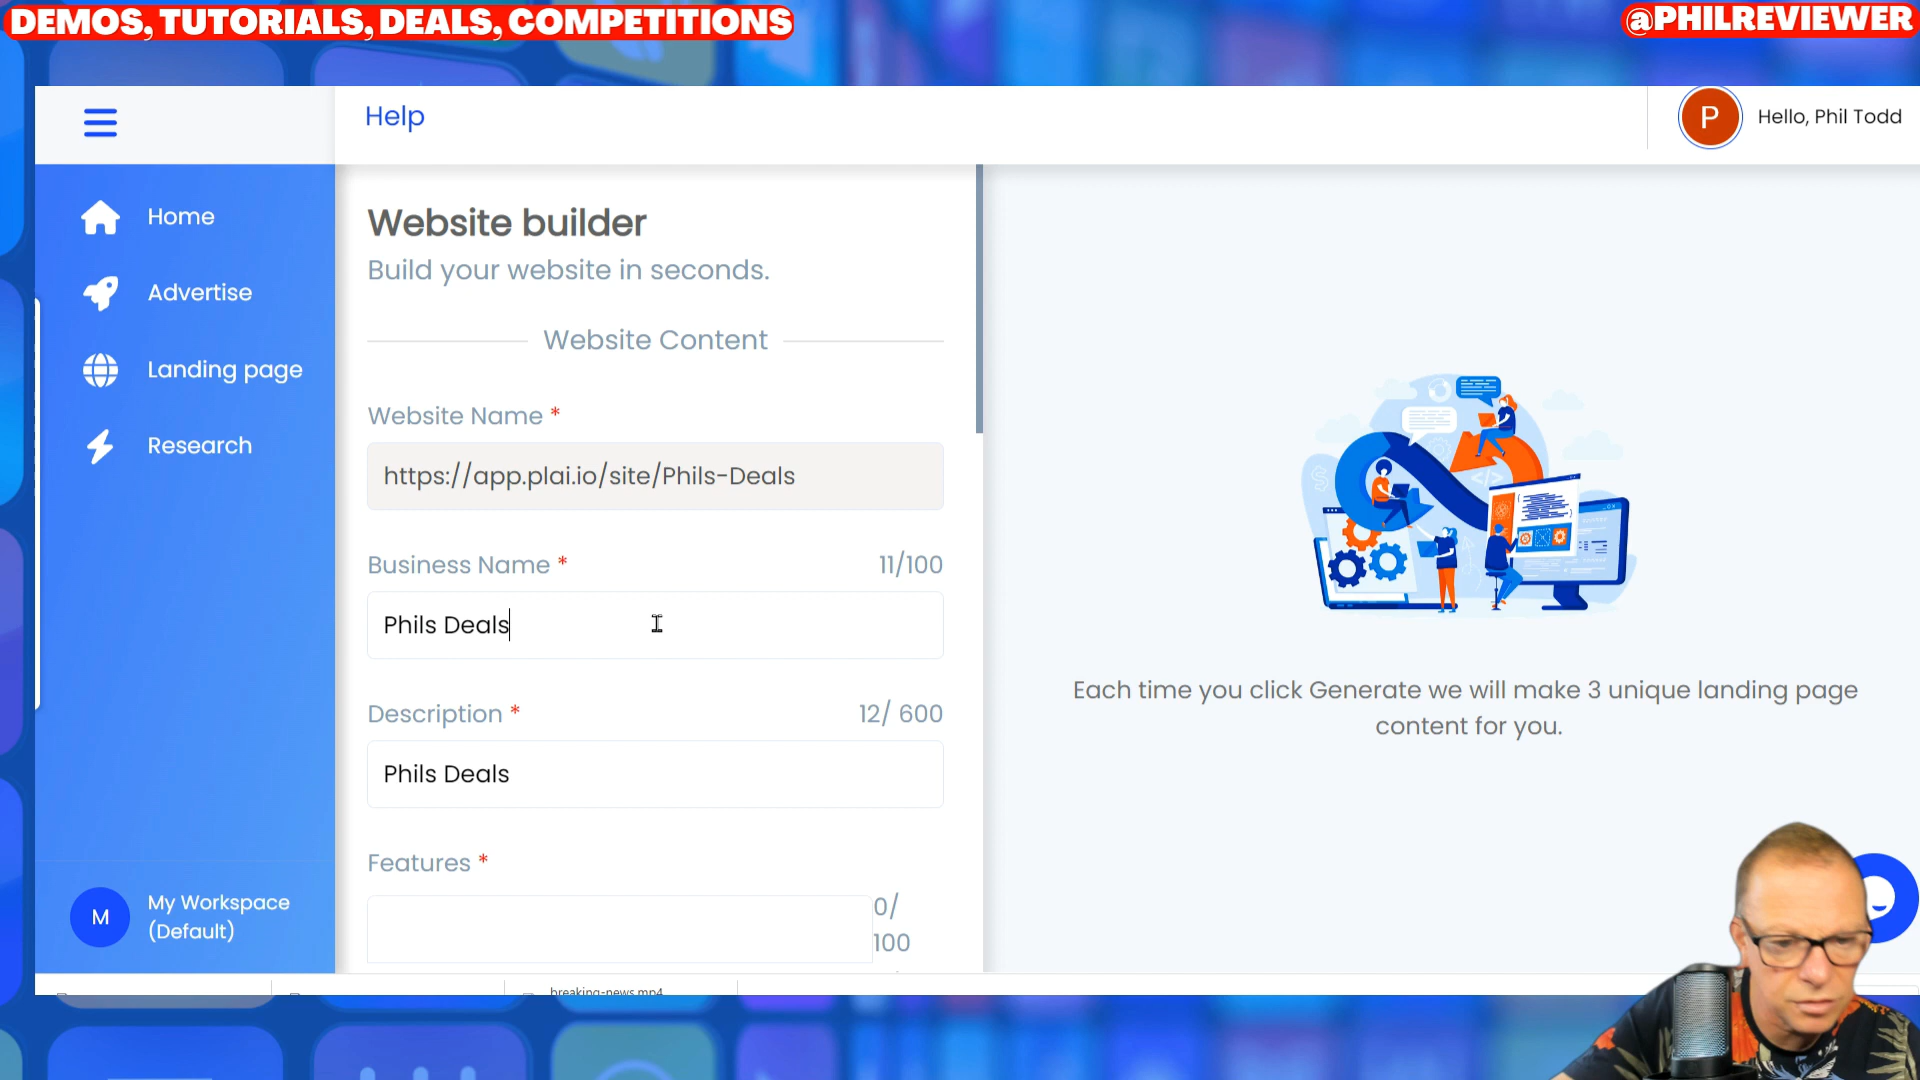 DEMOS, TUTORIALS, DEALS, COMPETITIONS
@PHILREVIEWER
Help
P
Hello, Phil Todd
Home
Advertise
Landing page
Research
M
My Workspace
(Default)
Website builder
Build your website in seconds.
Website Content
Website Name *
https://app.plai.io/site/Phils-Deals
Business Name *
11/100
Phils Deals
Description *
12/ 600
Phils Deals
Features *
0/
100
Each time you click Generate we will make 3 unique landing page
content for you.
breaking-news.mp4